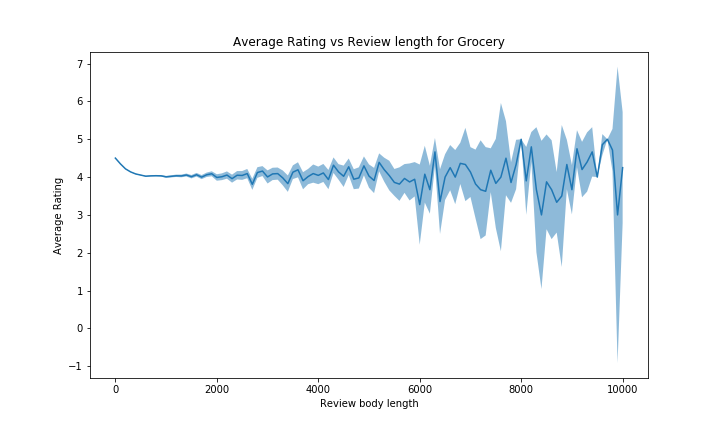 Average Rating vs Review length for Grocery
7
6
5
4
3
2
1
0
−1
Average Rating
0 2000 4000 6000 8000 10000
Review body length